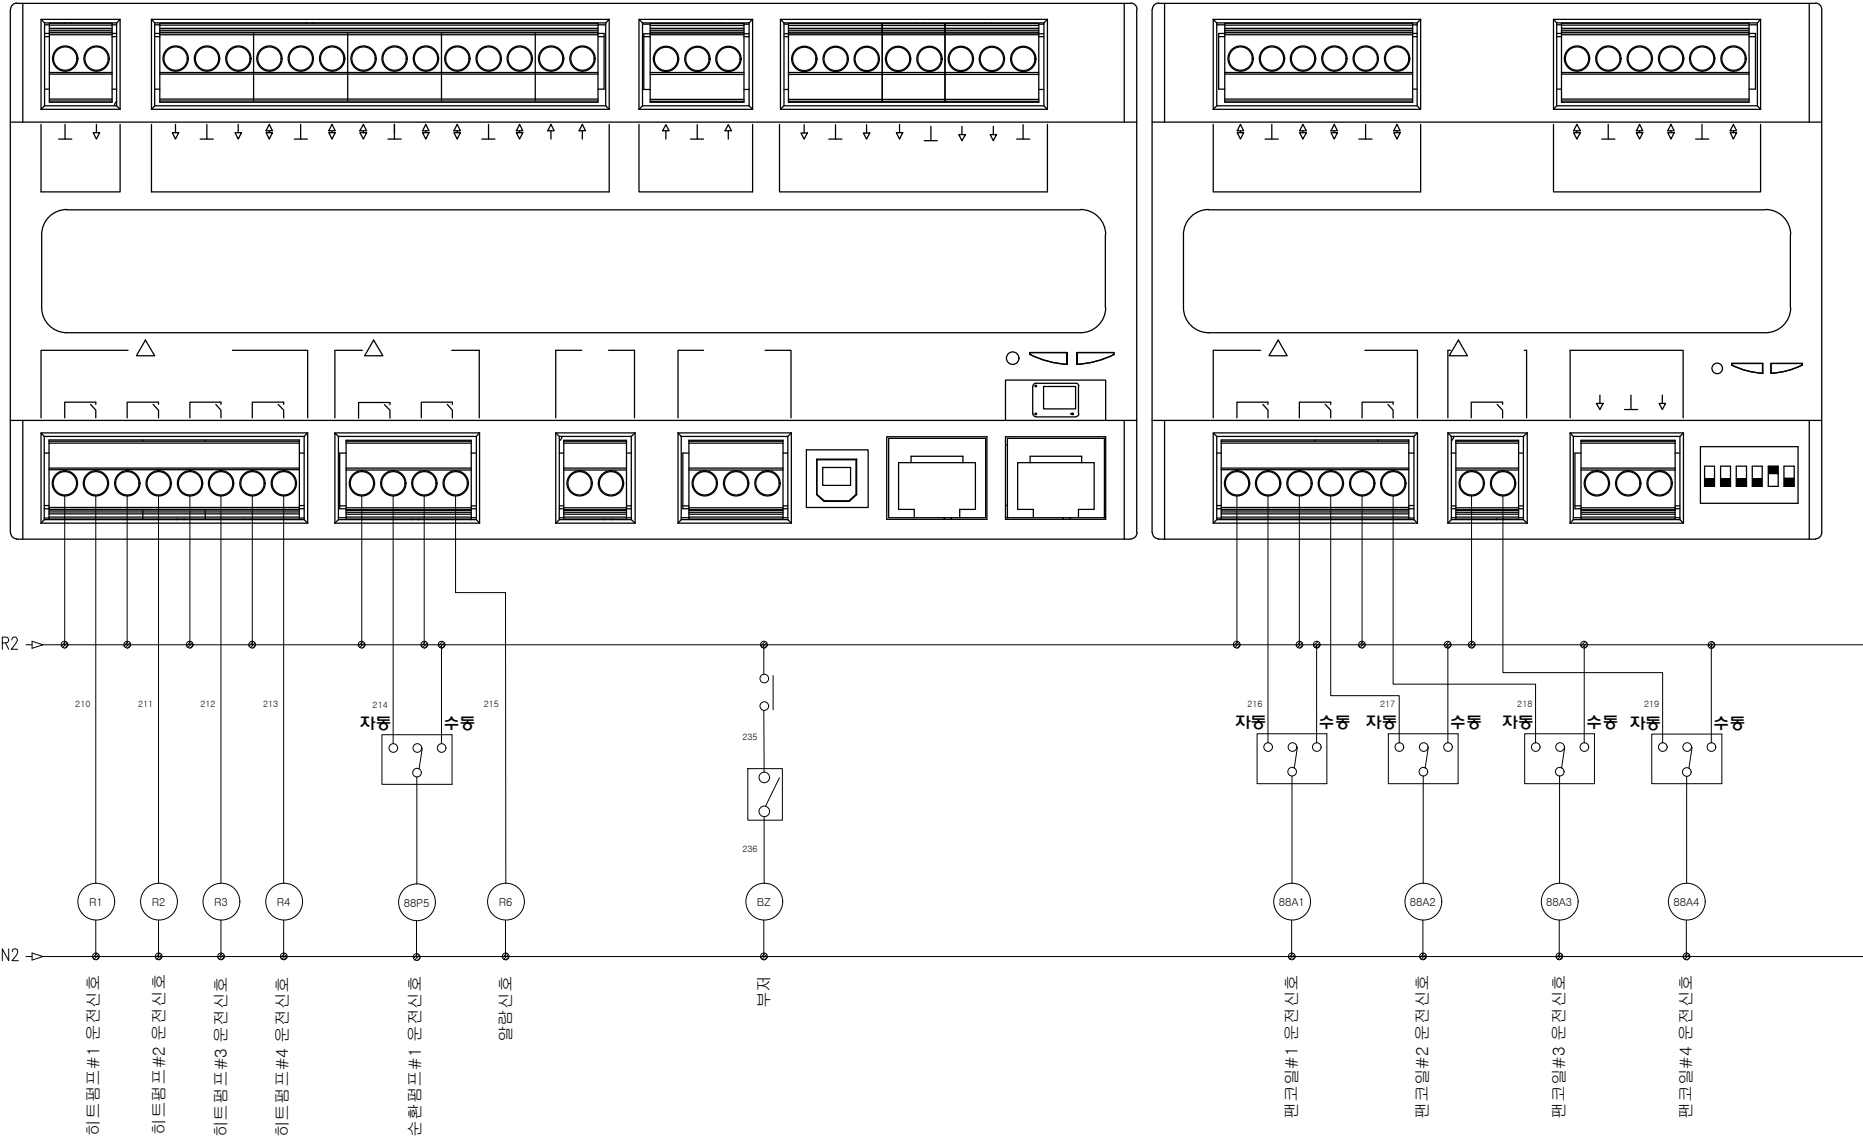 R2
210
211
212
213
214
215
자동
수동
235
236
216
자동
수동
217
자동
수동
218
자동
수동
219
자동
수동
R1
R2
R3
R4
88P5
R6
BZ
88A1
88A2
88A3
88A4
N2
히트펌프#1 운전신호
히트펌프#2 운전신호
히트펌프#3 운전신호
히트펌프#4 운전신호
순환펌프#1 운전신호
알람신호
부저
팬코일#1 운전신호
팬코일#2 운전신호
팬코일#3 운전신호
팬코일#4 운전신호